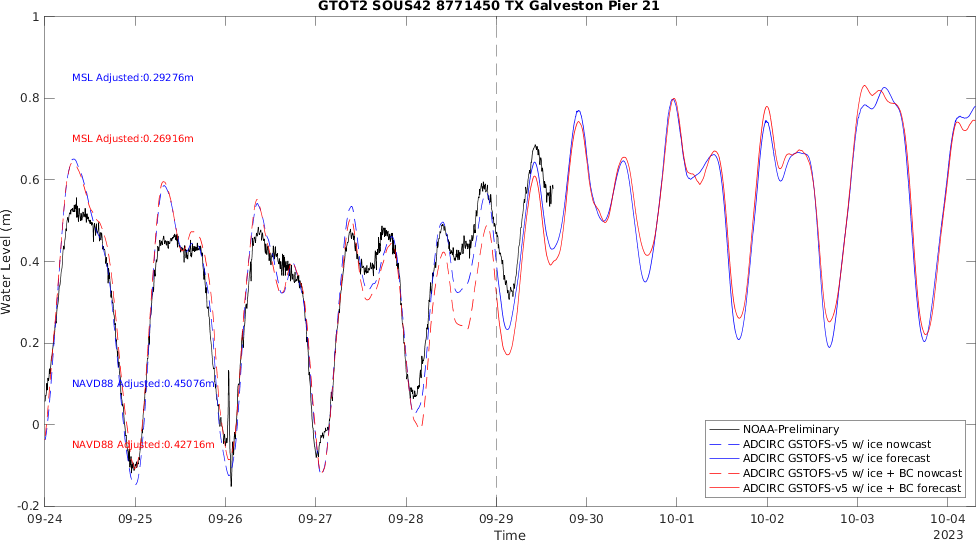 GTOT2 SOUS42 8771450 TX Galveston Pier 21
1
0.8
0.6
0.4
0.2
0
-0.2
Water Level (m)
MSL Adjusted:0.29276m
MSL Adjusted:0.26916m
NAVD88 Adjusted:0.45076m
NAVD88 Adjusted:0.42716m
NOAA-Preliminary
ADCIRC GSTOFS-v5 w/ ice nowcast
ADCIRC GSTOFS-v5 w/ ice forecast
ADCIRC GSTOFS-v5 w/ ice + BC nowcast
ADCIRC GSTOFS-v5 w/ ice + BC forecast
09-24 09-25 09-26 09-27 09-28 09-29 09-30 10-01 10-02 10-03 10-04
Time
2023